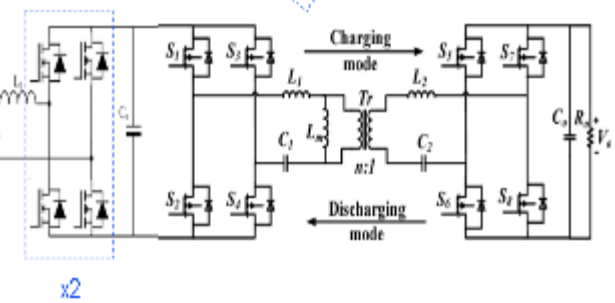 S1 S3 Charging mode S5 S7
L1 L2
Tr
Lm
C1 C2
n:1
Co Ro + Vo -
S2 S4 Discharging mode S6 S8
x2